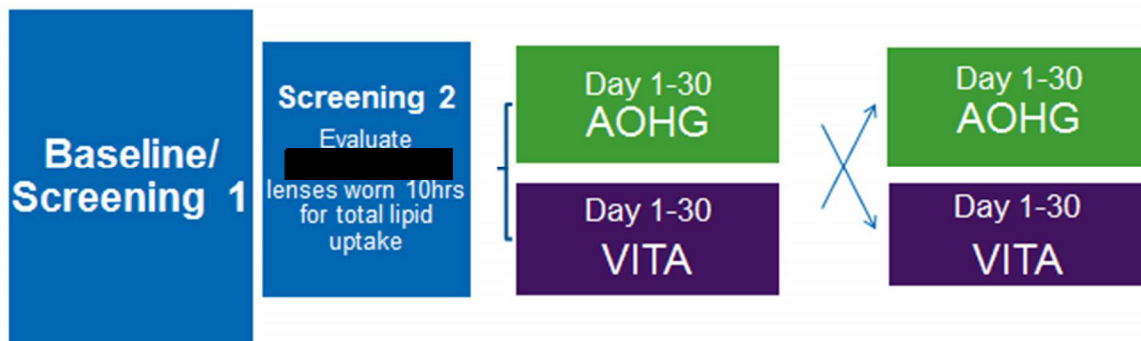 Baseline/
Screening 1
Screening 2
Evaluate
lenses worn 10hrs
for total lipid
uptake
Day 1-30
AOHG
Day 1-30
VITA
Day 1-30
AOHG
Day 1-30
VITA